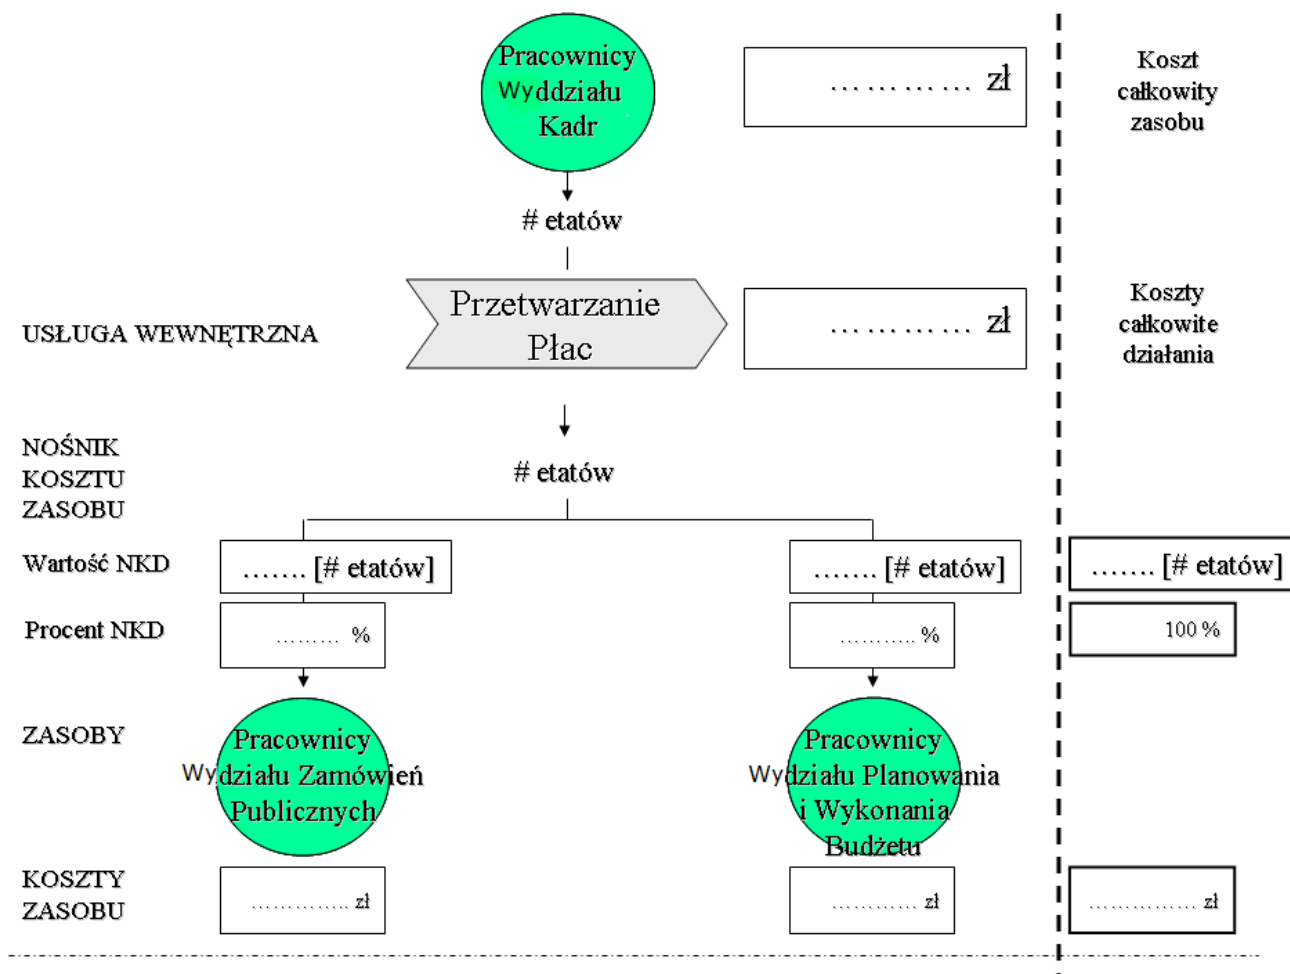 Pracownicy
Wyddziału
Kadr
………… zł
Koszt
całkowity
zasobu
# etatów
USŁUGA WEWNĘTRZNA
Przetwarzanie
Płac
………… zł
Koszty
całkowite
działania
NOŚNIK
KOSZTU
ZASOBU
# etatów
Wartość NKD
……. [# etatów]
……. [# etatów]
……. [# etatów]
Procent NKD
……… %
……….. %
100 %
ZASOBY
Pracownicy
Wydziału Zamówień
Publicznych
Pracownicy
Wydziału Planowania
i Wykonania
Budżetu
KOSZTY
ZASOBU
………….. zł
………… zł
…………… zł